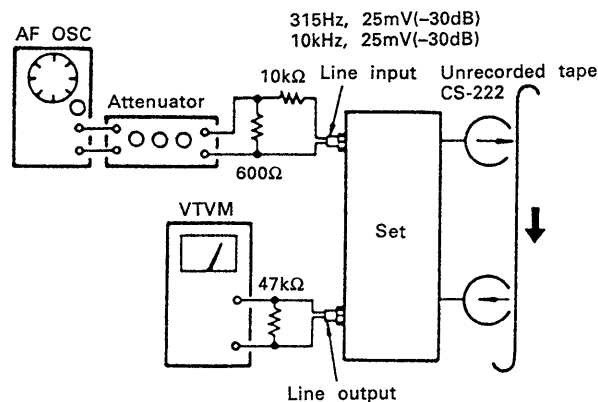 315Hz, 25mV(–30dB)
10kHz, 25mV(–30dB)
AF OSC
Attenuator
10kΩ
Line input
Unrecorded tape
CS-222
600Ω
VTVM
47kΩ
Set
Line output